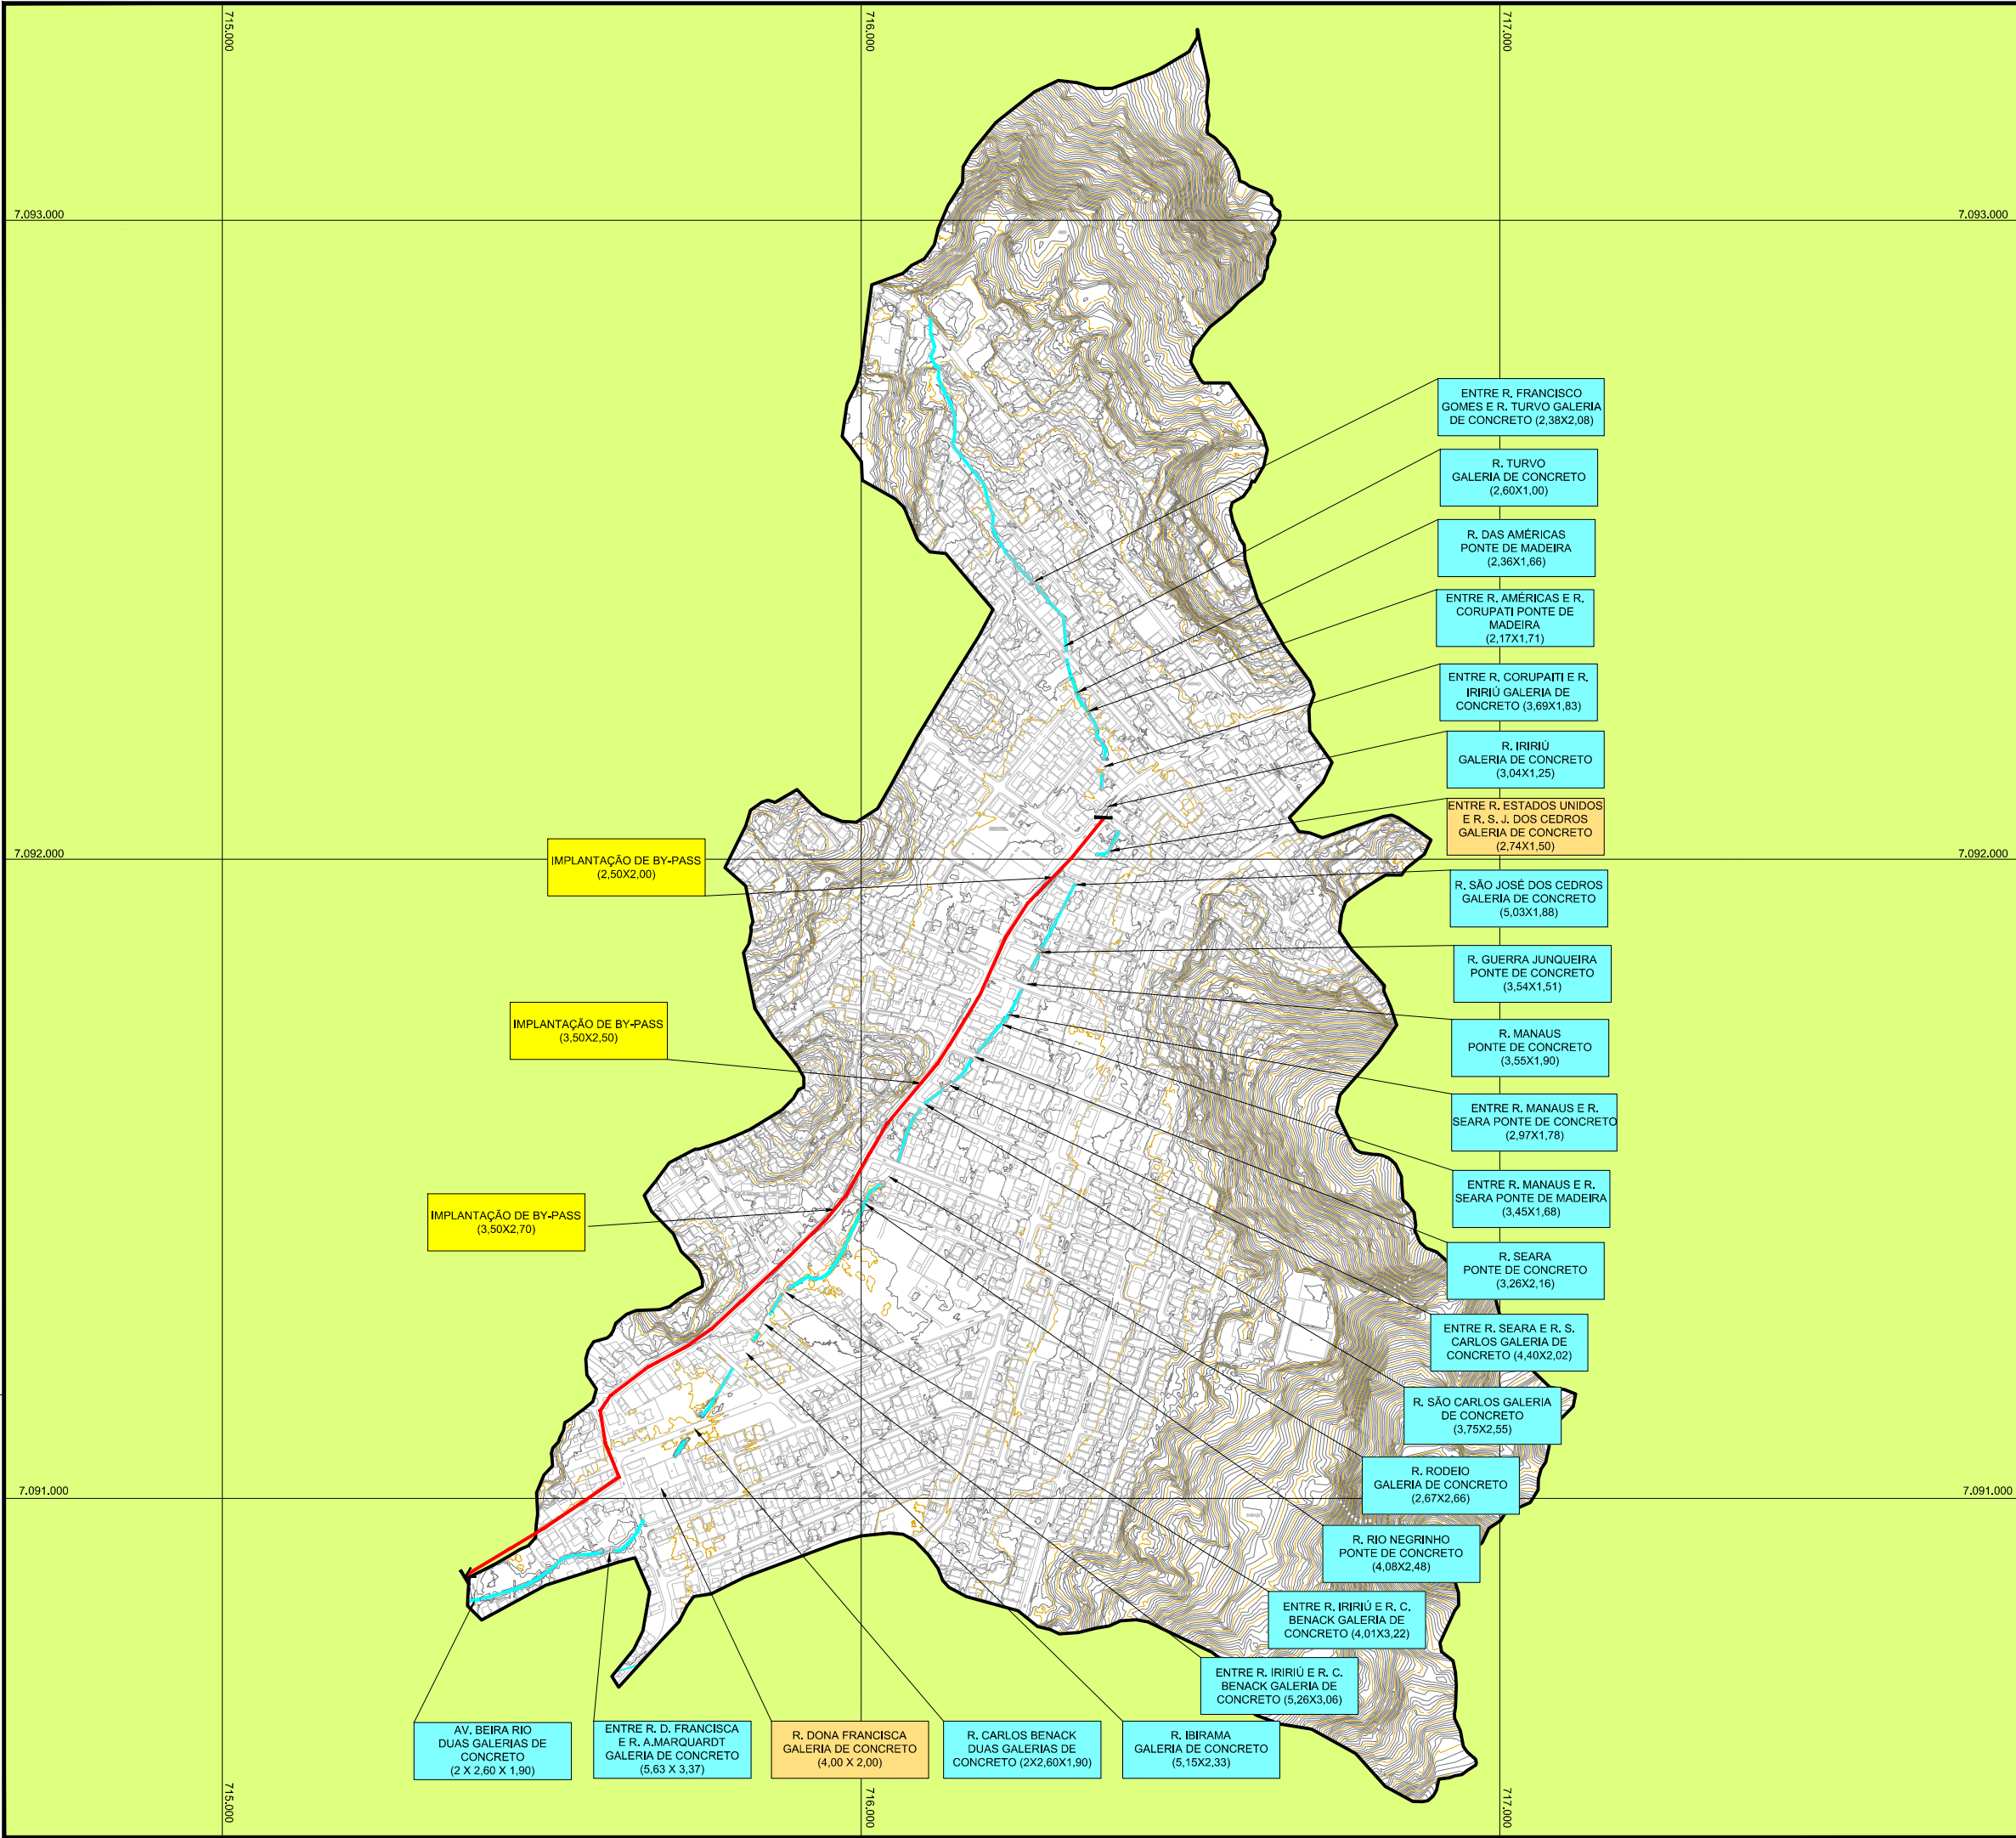 715.000
716.000
717.000
7.093.000
7.093.000
ENTRE R. FRANCISCO
GOMES E R. TURVO GALERIA
DE CONCRETO (2,38X2,08)
R. TURVO
GALERIA DE CONCRETO
(2,60X1,00)
R. DAS AMÉRICAS
PONTE DE MADEIRA
(2,36X1,66)
ENTRE R. AMÉRICAS E R.
CORUPATI PONTE DE
MADEIRA
(2,17X1,71)
ENTRE R. CORUPAITI E R.
IRIRIÚ GALERIA DE
CONCRETO (3,69X1,83)
R. IRIRIÚ
GALERIA DE CONCRETO
(3,04X1,25)
ENTRE R. ESTADOS UNIDOS
E R. S. J. DOS CEDROS
GALERIA DE CONCRETO
(2,74X1,50)
7.092.000
7.092.000
IMPLANTAÇÃO DE BY-PASS
(2,50X2,00)
R. SÃO JOSÉ DOS CEDROS
GALERIA DE CONCRETO
(5,03X1,88)
R. GUERRA JUNQUEIRA
PONTE DE CONCRETO
(3,54X1,51)
IMPLANTAÇÃO DE BY-PASS
(3,50X2,50)
R. MANAUS
PONTE DE CONCRETO
(3,55X1,90)
ENTRE R. MANAUS E R.
SEARA PONTE DE CONCRETO
(2,97X1,78)
ENTRE R. MANAUS E R.
SEARA PONTE DE MADEIRA
(3,45X1,68)
IMPLANTAÇÃO DE BY-PASS
(3,50X2,70)
R. SEARA
PONTE DE CONCRETO
(3,26X2,16)
ENTRE R. SEARA E R. S.
CARLOS GALERIA DE
CONCRETO (4,40X2,02)
R. SÃO CARLOS GALERIA
DE CONCRETO
(3,75X2,55)
R. RODEIO
GALERIA DE CONCRETO
(2,67X2,66)
7.091.000
7.091.000
R. RIO NEGRINHO
PONTE DE CONCRETO
(4,08X2,48)
ENTRE R. IRIRIÚ E R. C.
BENACK GALERIA DE
CONCRETO (4,01X3,22)
ENTRE R. IRIRIÚ E R. C.
BENACK GALERIA DE
CONCRETO (5,26X3,06)
AV. BEIRA RIO
DUAS GALERIAS DE
CONCRETO
(2 X 2,60 X 1,90)
ENTRE R. D. FRANCISCA
E R. A.MARQUARDT
GALERIA DE CONCRETO
(5,63 X 3,37)
R. DONA FRANCISCA
GALERIA DE CONCRETO
(4,00 X 2,00)
R. CARLOS BENACK
DUAS GALERIAS DE
CONCRETO (2X2,60X1,90)
R. IBIRAMA
GALERIA DE CONCRETO
(5,15X2,33)
715.000
716.000
717.000